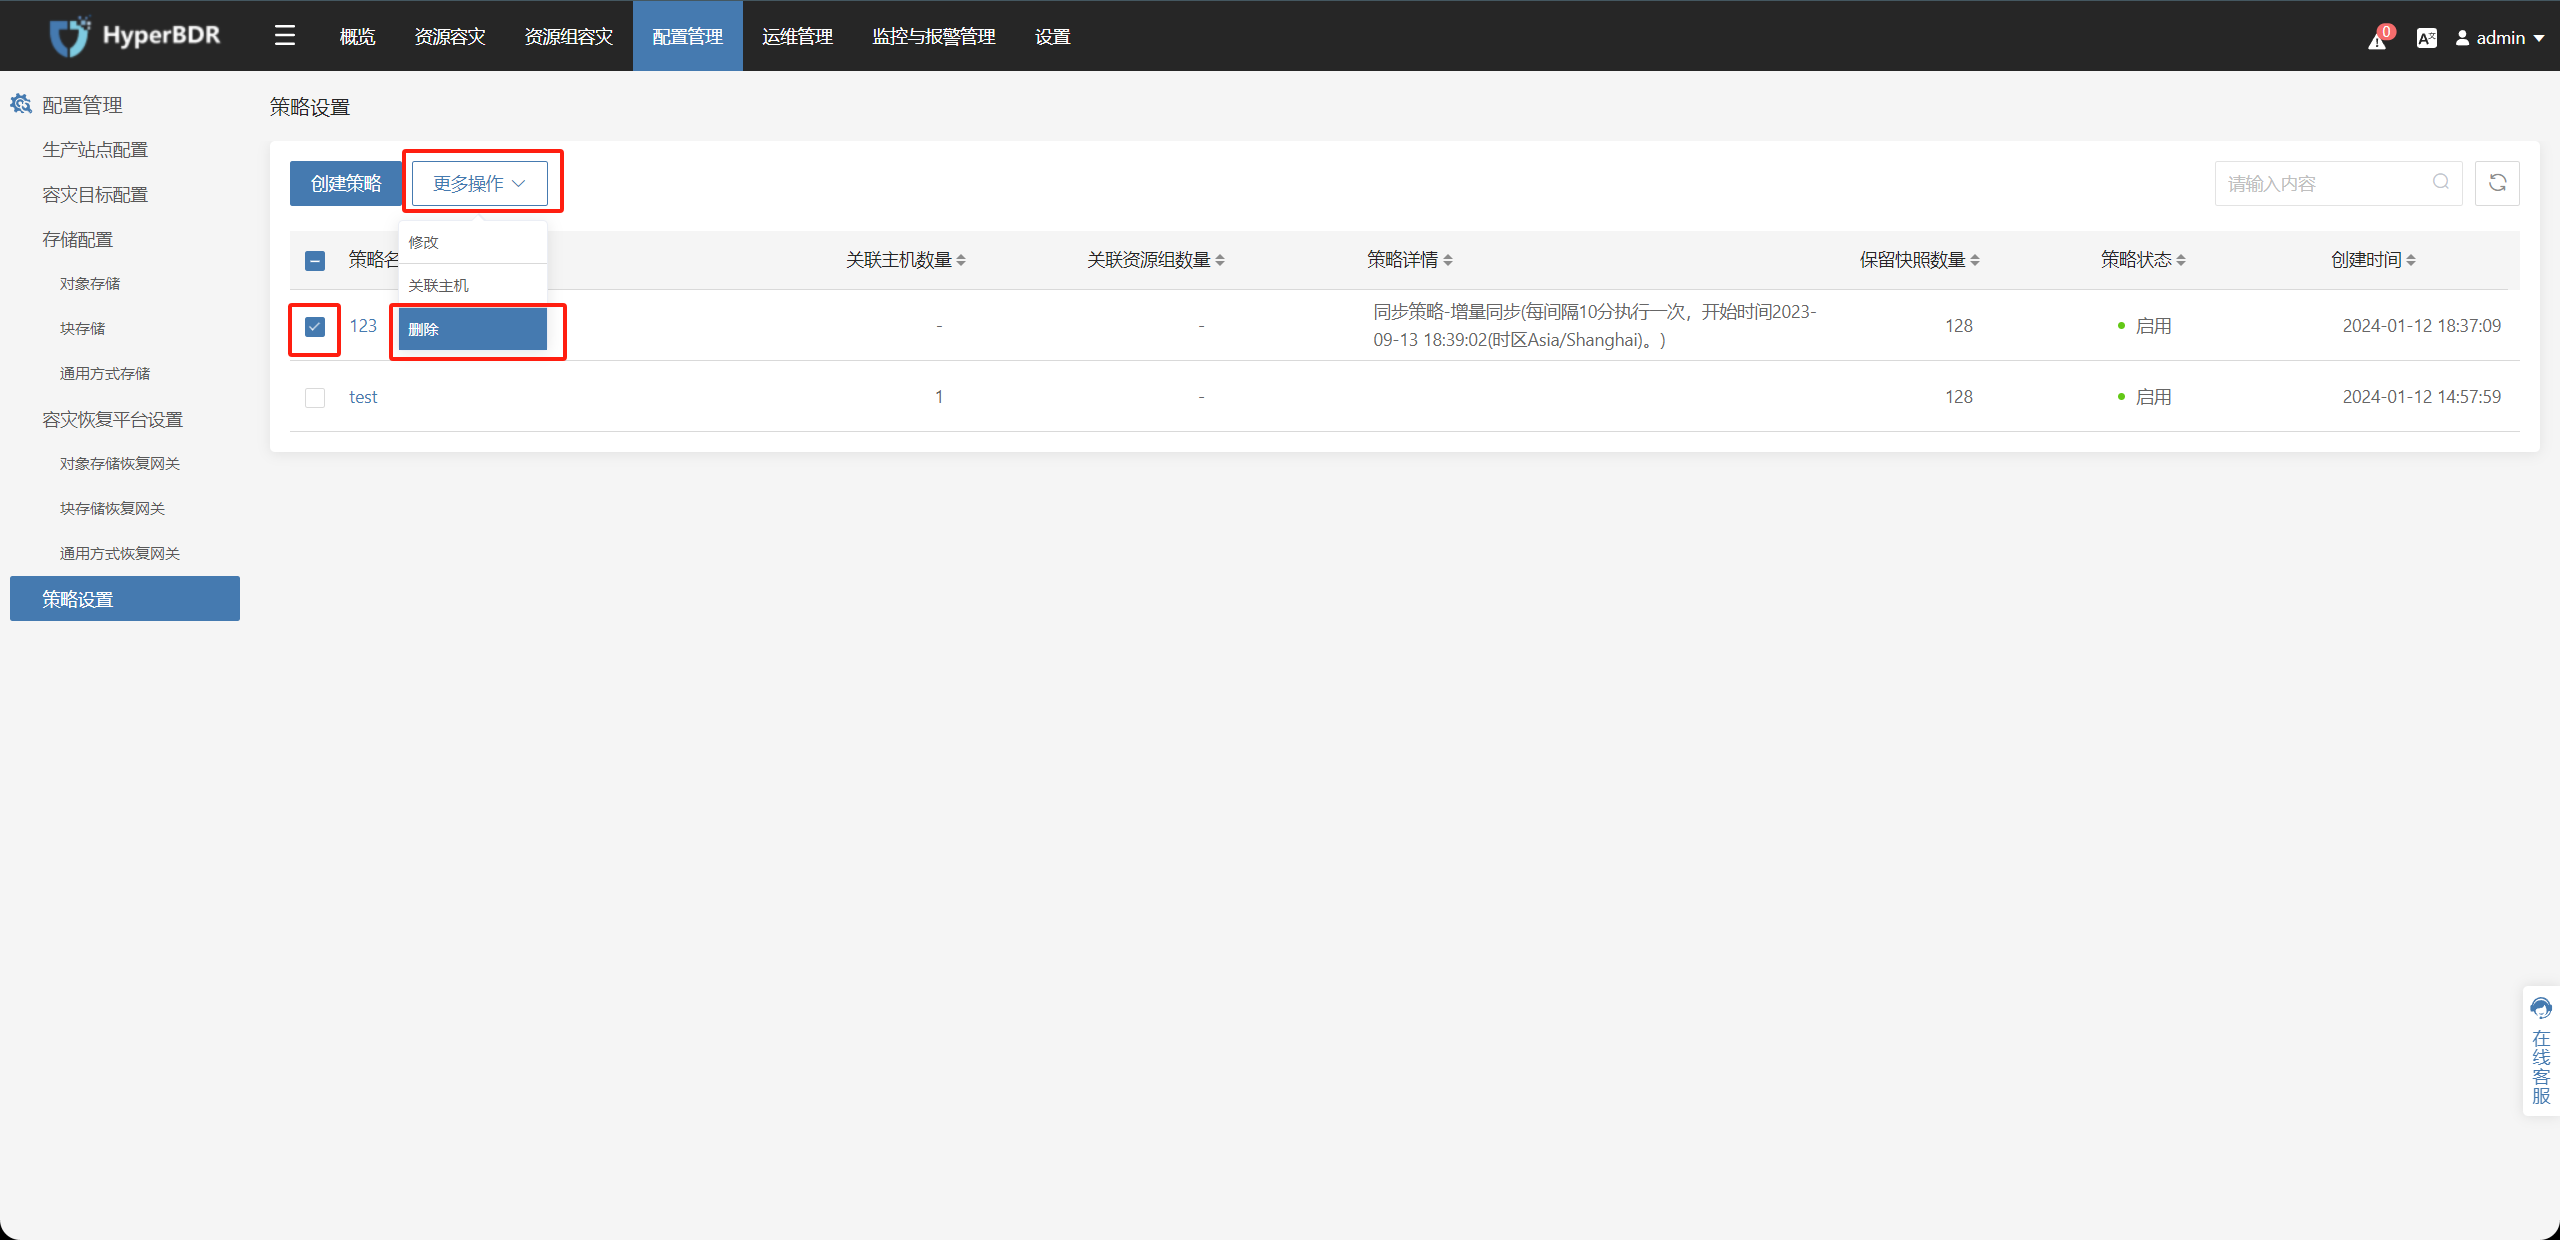 HyperBDR
概览
资源容灾
资源组容灾
配置管理
运维管理
监控与报警管理
设置
0
admin
配置管理
生产站点配置
容灾目标配置
存储配置
对象存储
块存储
通用方式存储
容灾恢复平台设置
对象存储恢复网关
块存储恢复网关
通用方式恢复网关
策略设置
策略设置
创建策略
更多操作
请输入内容
修改
关联主机
删除
策略名
关联主机数量
关联资源组数量
策略详情
保留快照数量
策略状态
创建时间
123
-
-
同步策略-增量同步(每间隔10分执行一次，开始时间2023-
09-13 18:39:02(时区Asia/Shanghai)。)
128
启用
2024-01-12 18:37:09
test
1
-
128
启用
2024-01-12 14:57:59
在线客服